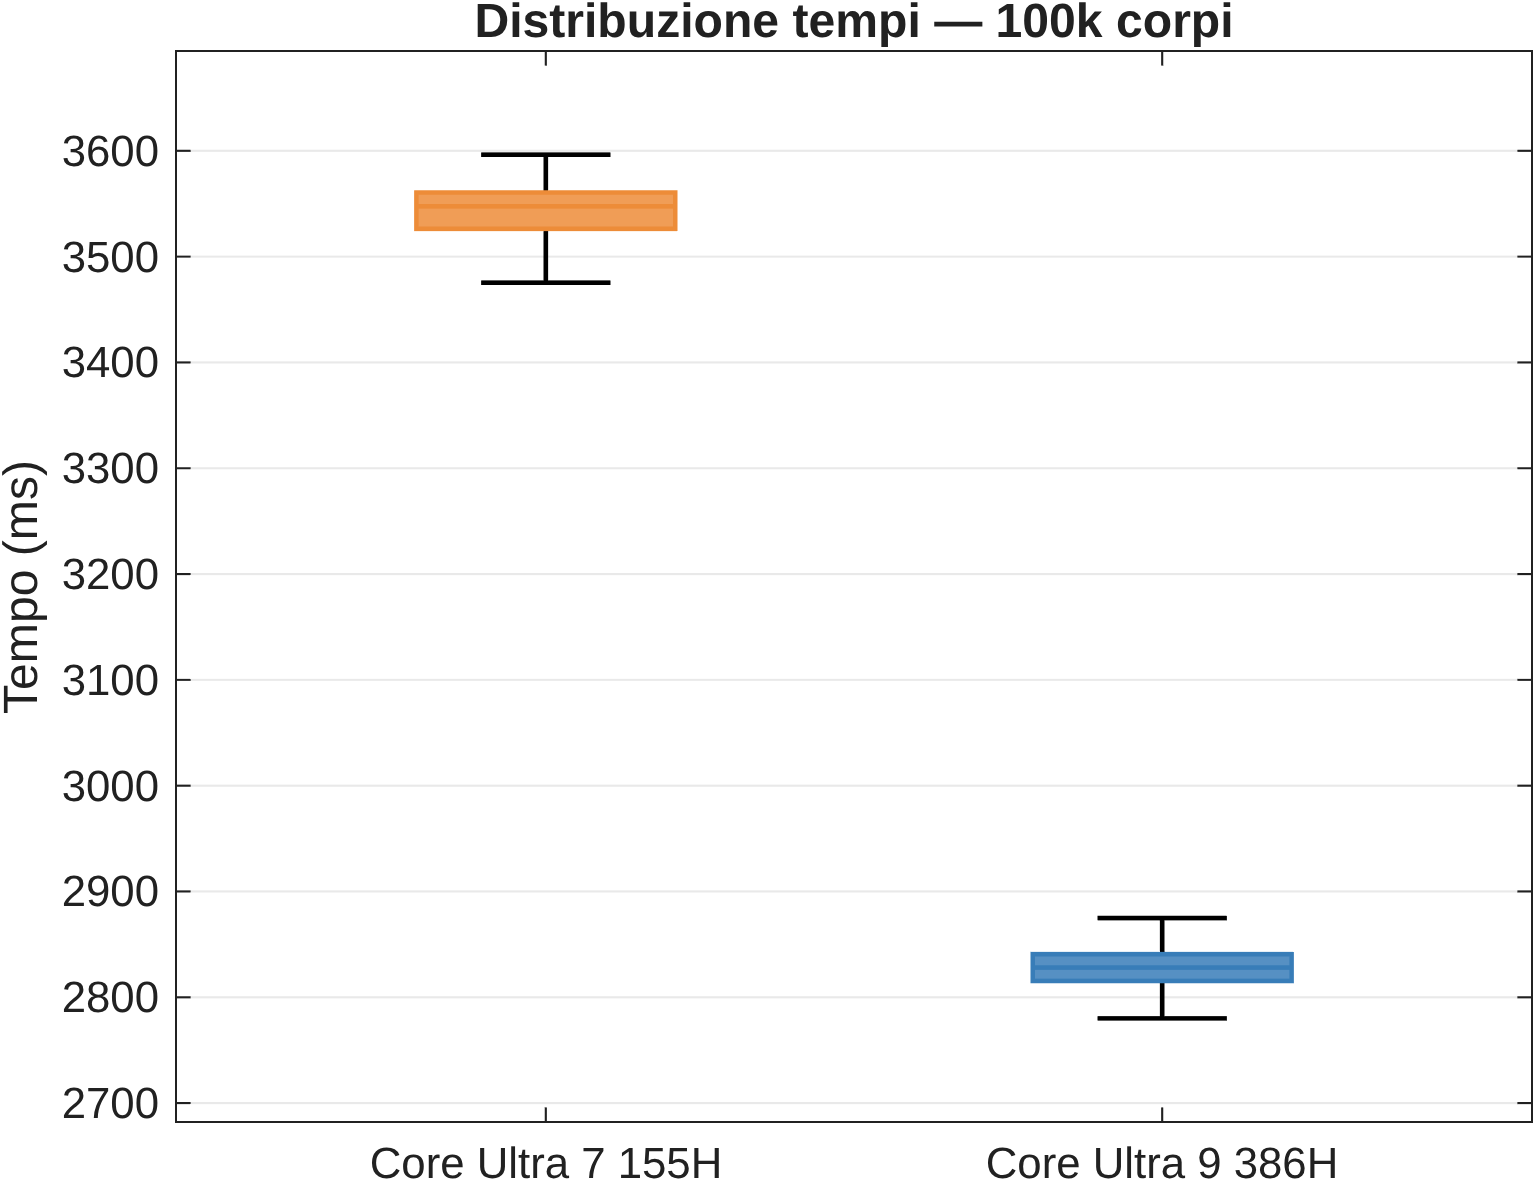 Distribuzione tempi — 100k corpi
Tempo (ms)
3600
3500
3400
3300
3200
3100
3000
2900
2800
2700
Core Ultra 7 155H
Core Ultra 9 386H